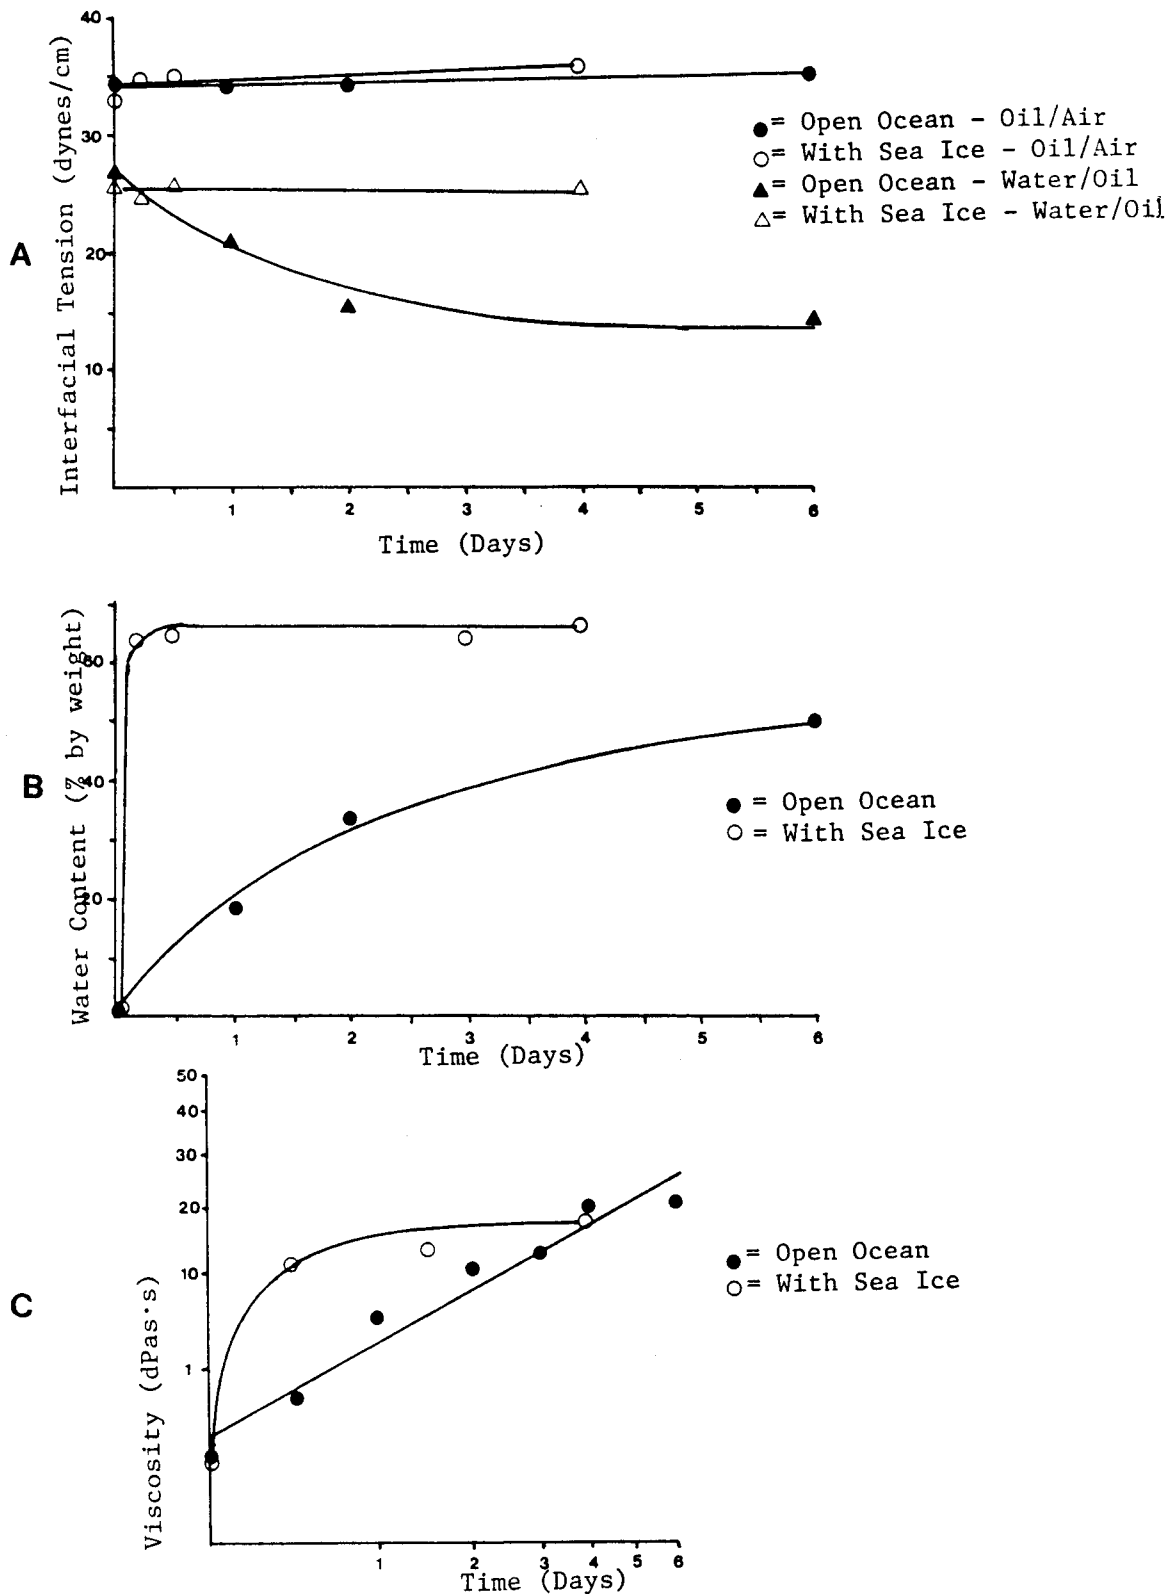 A
Interfacial Tension (dynes/cm)
40
30
20
10
● = Open Ocean - Oil/Air
○ = With Sea Ice - Oil/Air
▲ = Open Ocean - Water/Oil
△ = With Sea Ice - Water/Oil
1 2 3 4 5 6
Time (Days)
B
Water Content (% by weight)
60
40
20
● = Open Ocean
○ = With Sea Ice
1 2 3 4 5 6
Time (Days)
C
Viscosity (dPas·s)
50
40
30
20
10
1
● = Open Ocean
○ = With Sea Ice
1 2 3 4 5 6
Time (Days)